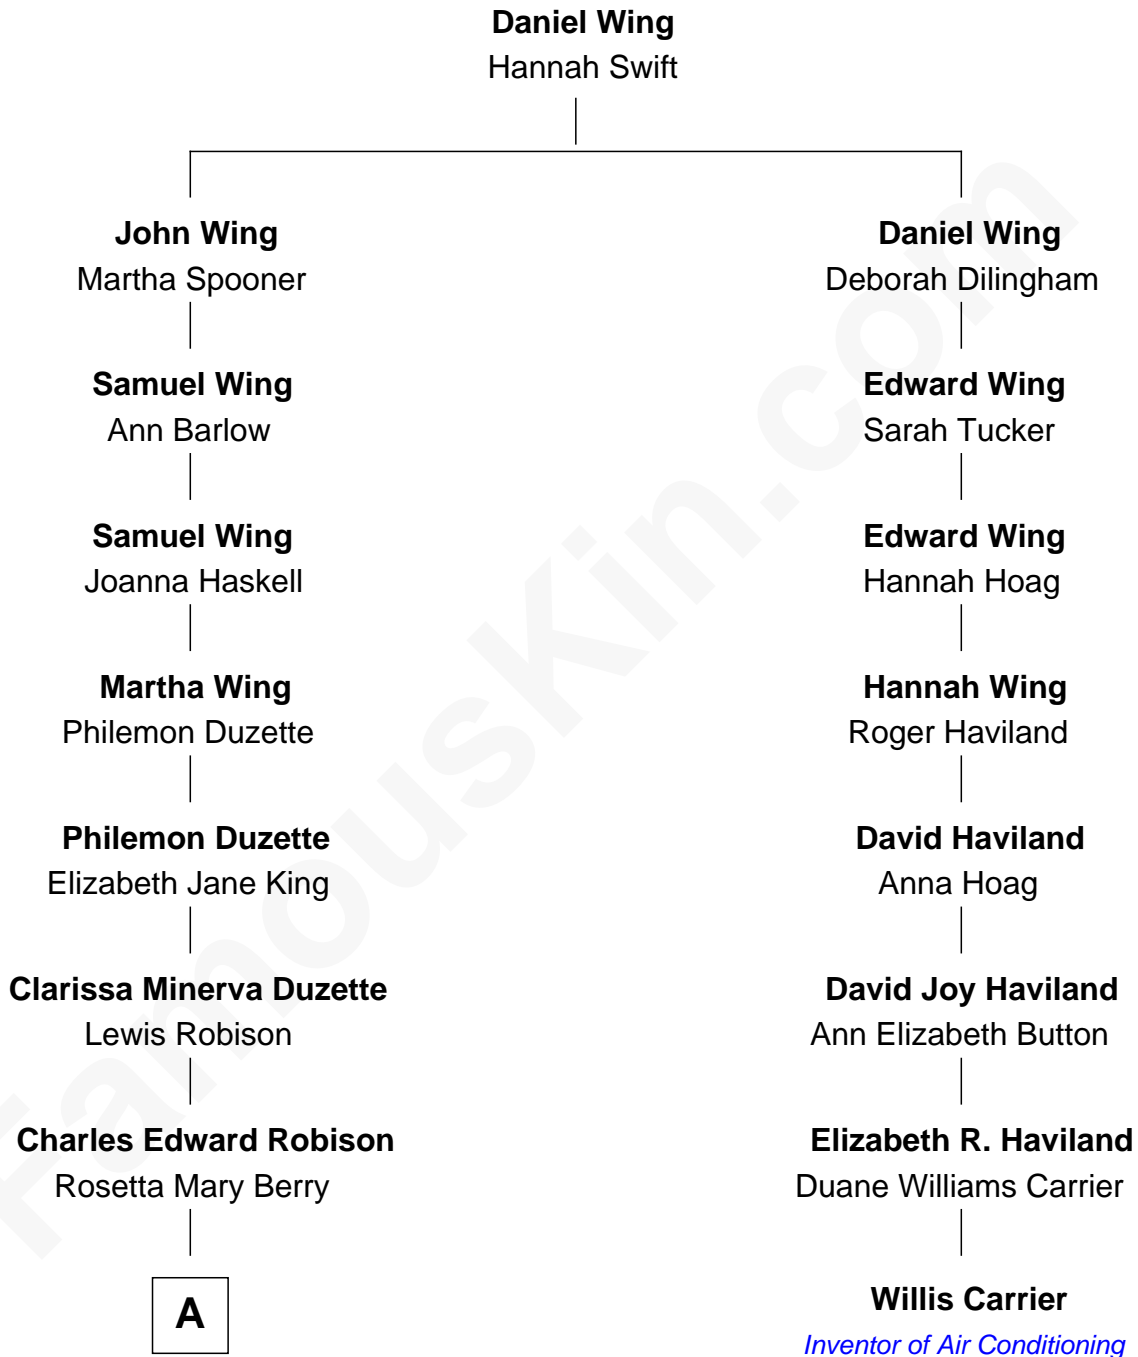 Daniel Wing
Hannah Swift
John Wing
Martha Spooner
Daniel Wing
Deborah Dilingham
Samuel Wing
Ann Barlow
Edward Wing
Sarah Tucker
Samuel Wing
Joanna Haskell
Edward Wing
Hannah Hoag
Martha Wing
Philemon Duzette
Hannah Wing
Roger Haviland
Philemon Duzette
Elizabeth Jane King
David Haviland
Anna Hoag
Clarissa Minerva Duzette
Lewis Robison
David Joy Haviland
Ann Elizabeth Button
Charles Edward Robison
Rosetta Mary Berry
Elizabeth R. Haviland
Duane Williams Carrier
A
Willis Carrier
Inventor of Air Conditioning
FamousKin.com